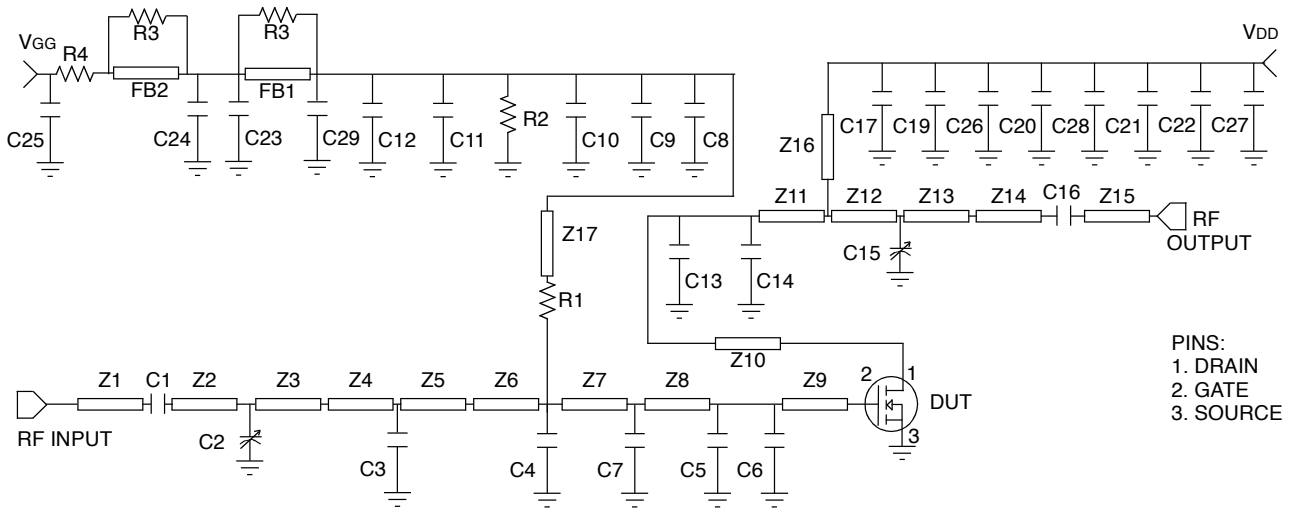 R3 R3
VGG R4 VDD
FB2 FB1
C25 C24 C23 C29 C12 C11 R2 C10 C9 C8
C17 C19 C26 C20 C28 C21 C22 C27
Z16
Z11 Z12 Z13 Z14 C16 Z15
RF
OUTPUT
Z17
C15
C13 C14
R1
Z10
PINS:
1. DRAIN
2. GATE
3. SOURCE
Z1 C1 Z2 Z3 Z4 Z5 Z6 Z7 Z8 Z9
2 1
DUT
3
RF INPUT
C2 C3 C4 C7 C5 C6